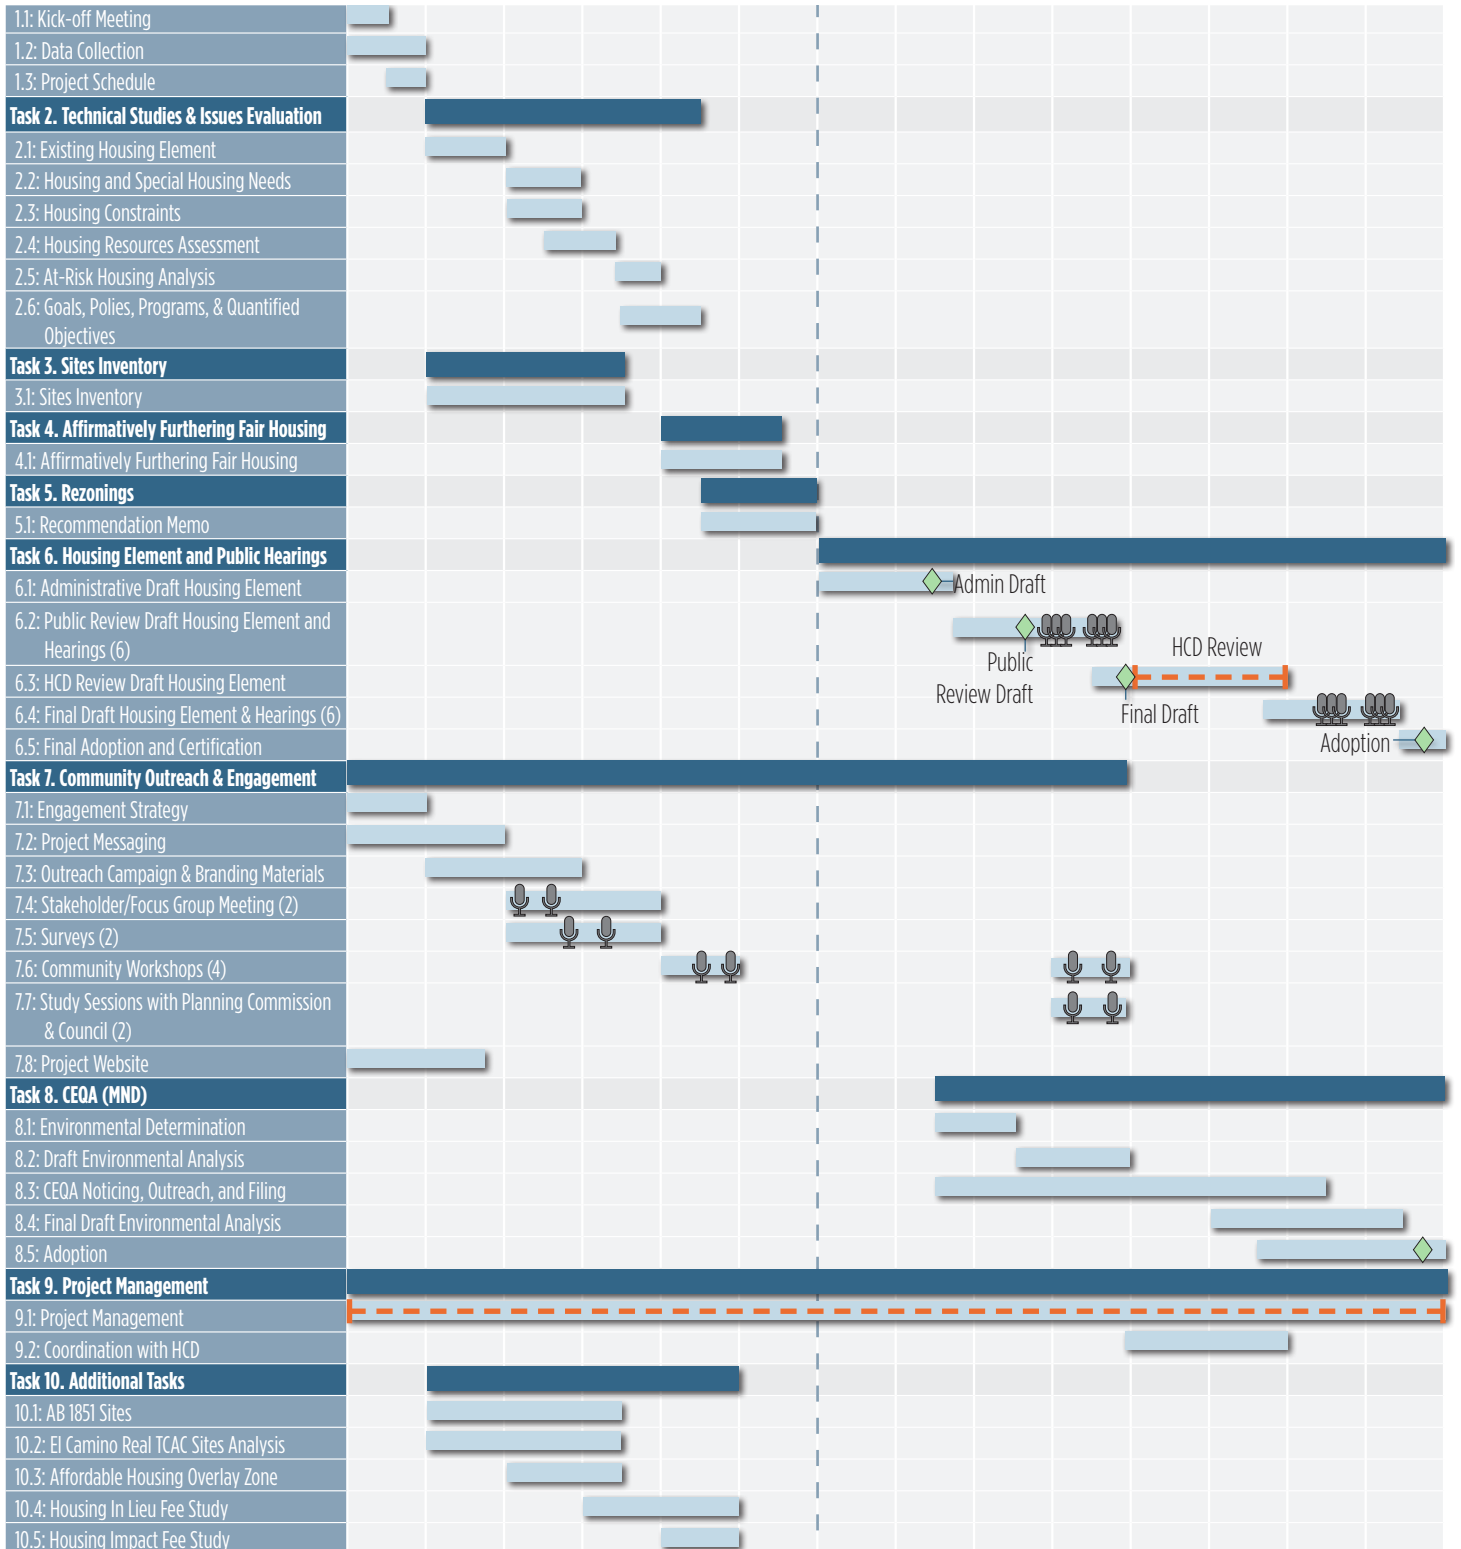 1.1: Kick-off Meeting
1.2: Data Collection
1.3: Project Schedule
Task 2. Technical Studies & Issues Evaluation
2.1: Existing Housing Element
2.2: Housing and Special Housing Needs
2.3: Housing Constraints
2.4: Housing Resources Assessment
2.5: At-Risk Housing Analysis
2.6: Goals, Polies, Programs, & Quantified
Objectives
Task 3. Sites Inventory
3.1: Sites Inventory
Task 4. Affirmatively Furthering Fair Housing
4.1: Affirmatively Furthering Fair Housing
Task 5. Rezonings
5.1: Recommendation Memo
Task 6. Housing Element and Public Hearings
6.1: Administrative Draft Housing Element
Admin Draft
6.2: Public Review Draft Housing Element and
Hearings (6)
Public
Review Draft
HCD Review
6.3: HCD Review Draft Housing Element
Final Draft
6.4: Final Draft Housing Element & Hearings (6)
6.5: Final Adoption and Certification
Adoption
Task 7. Community Outreach & Engagement
7.1: Engagement Strategy
7.2: Project Messaging
7.3: Outreach Campaign & Branding Materials
7.4: Stakeholder/Focus Group Meeting (2)
7.5: Surveys (2)
7.6: Community Workshops (4)
7.7: Study Sessions with Planning Commission
& Council (2)
7.8: Project Website
Task 8. CEQA (MND)
8.1: Environmental Determination
8.2: Draft Environmental Analysis
8.3: CEQA Noticing, Outreach, and Filing
8.4: Final Draft Environmental Analysis
8.5: Adoption
Task 9. Project Management
9.1: Project Management
9.2: Coordination with HCD
Task 10. Additional Tasks
10.1: AB 1851 Sites
10.2: El Camino Real TCAC Sites Analysis
10.3: Affordable Housing Overlay Zone
10.4: Housing In Lieu Fee Study
10.5: Housing Impact Fee Study